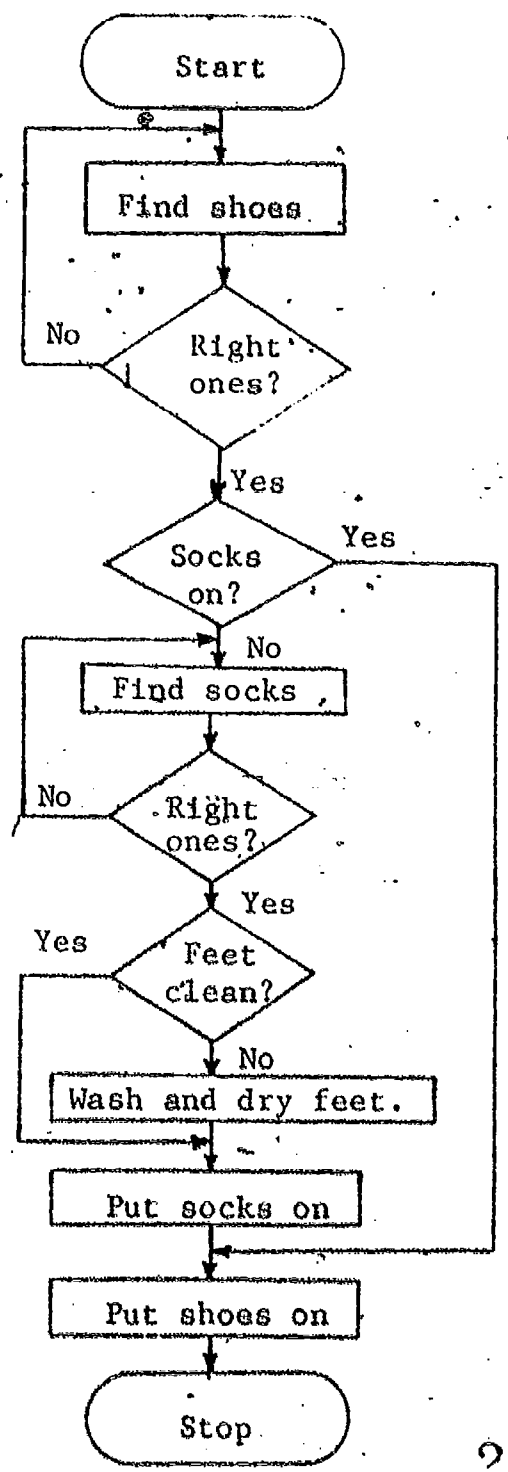 Start
Find shoes
No
Right
ones?
Yes
Socks
on?
Yes
No
Find socks
No
Right
ones?
Yes
Yes
Feet
clean?
No
Wash and dry feet.
Put socks on
Put shoes on
Stop
2